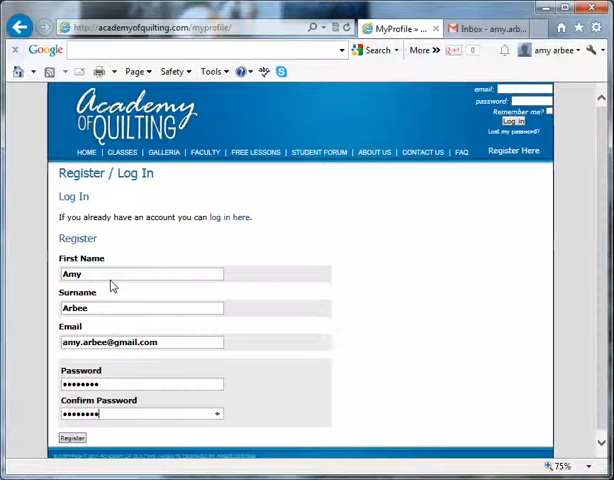 http://academyofquilting.com/myprofile/
MyProfile » ...
Inbox - amy.arb...
Google
Search
More »
0
amy arbee
Page
Safety
Tools
Academy
OF QUILTING
email:
password:
Remember me?
Log in
Lost my password?
HOME | CLASSES | GALLERIA | FACULTY | FREE LESSONS | STUDENT FORUM | ABOUT US | CONTACT US | FAQ
Register Here
Register / Log In
Log In
If you already have an account you can log in here.
Register
First Name
Amy
Surname
Arbee
Email
amy.arbee@gmail.com
Password
••••••••
Confirm Password
••••••••
Register
75%